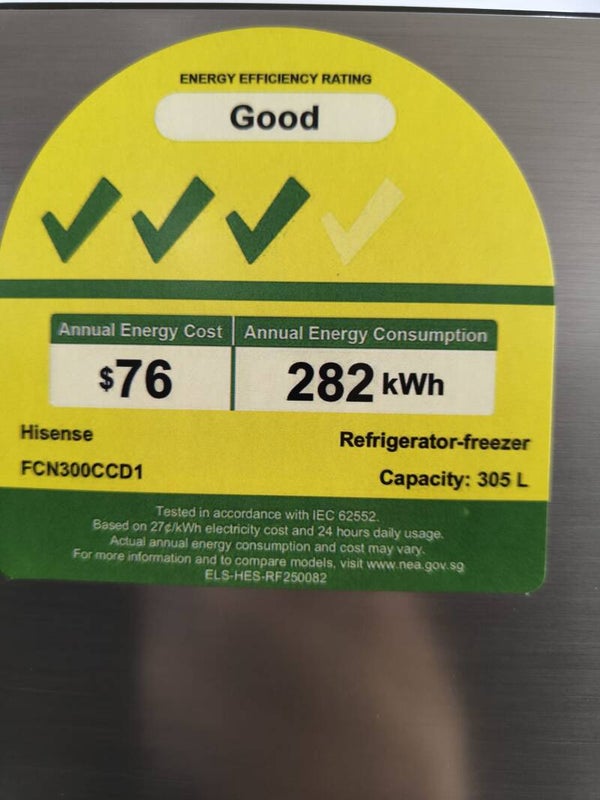 ENERGY EFFICIENCY RATING
Good
Annual Energy Cost
Annual Energy Consumption
$76
282 kWh
Hisense
Refrigerator-freezer
FCN300CCD1
Capacity: 305 L
Tested in accordance with IEC 62552.
Based on 27¢/kWh electricity cost and 24 hours daily usage.
Actual annual energy consumption and cost may vary.
For more information and to compare models, visit www.nea.gov.sg
ELS-HES-RF250082